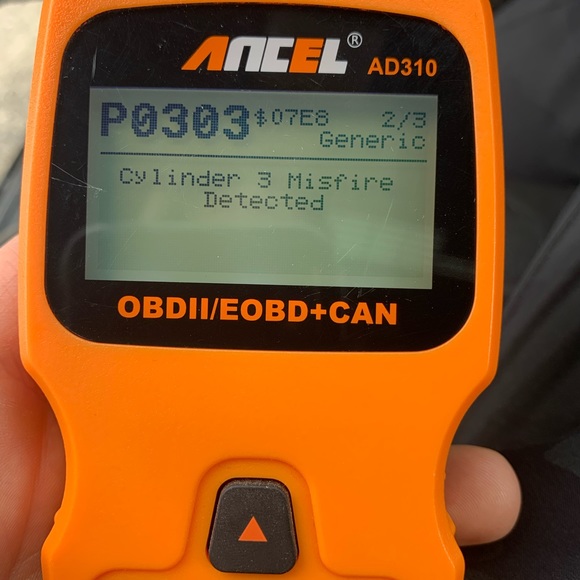 ANCEL® AD310
P0303 $07E8 2/3
Generic
Cylinder 3 Misfire
Detected
OBDII/EOBD+CAN